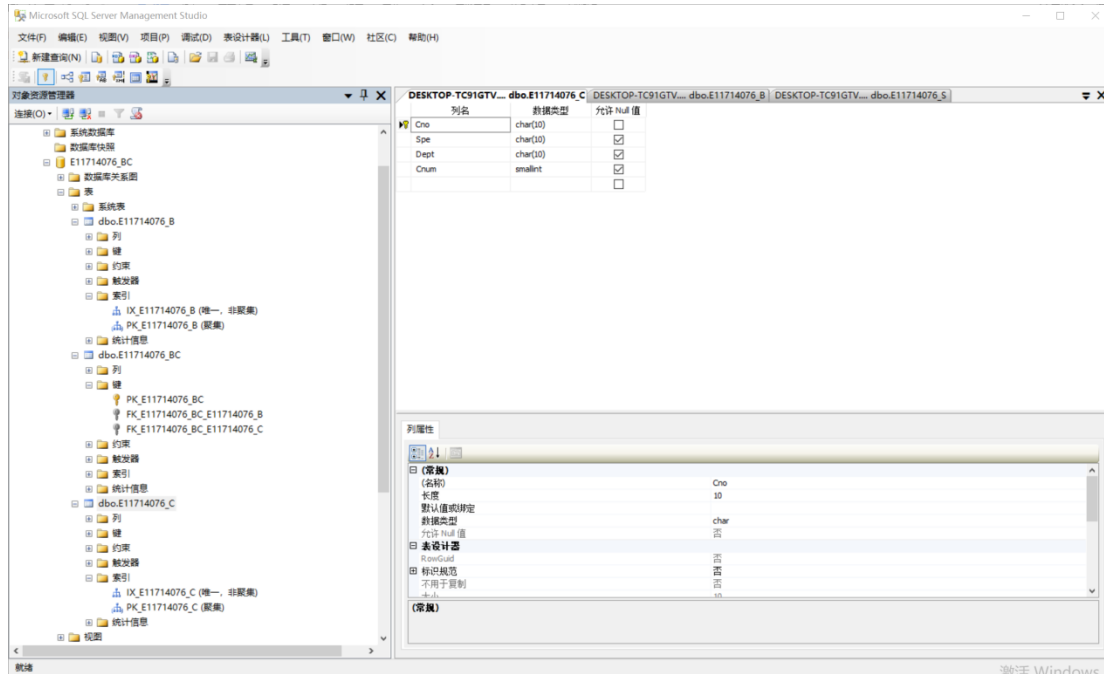 Microsoft SQL Server Management Studio
文件(F) 编辑(E) 视图(V) 项目(P) 调试(D) 表设计器(L) 工具(T) 窗口(W) 社区(C) 帮助(H)
新建查询(N)
对象资源管理器
连接(O)
系统数据库
数据库快照
E11714076_BC
数据库关系图
表
系统表
dbo.E11714076_B
列
键
约束
触发器
索引
IX_E11714076_B (唯一，非聚集)
PK_E11714076_B (聚集)
统计信息
dbo.E11714076_BC
列
键
PK_E11714076_BC
FK_E11714076_BC_E11714076_B
FK_E11714076_BC_E11714076_C
约束
触发器
索引
统计信息
dbo.E11714076_C
列
键
约束
触发器
索引
IX_E11714076_C (唯一，非聚集)
PK_E11714076_C (聚集)
统计信息
视图
就绪
DESKTOP-TC91GTV.... dbo.E11714076_C DESKTOP-TC91GTV.... dbo.E11714076_B DESKTOP-TC91GTV.... dbo.E11714076_S
列名 数据类型 允许 Null 值
Cno char(10)
Spe char(10)
Dept char(10)
Cnum smallint
列属性
(常规)
(名称) Cno
长度 10
默认值或绑定
数据类型 char
允许 Null 值 否
表设计器
RowGuid 否
标识规范 否
不用于复制 否
大小 10
(常规)
激活 Windows